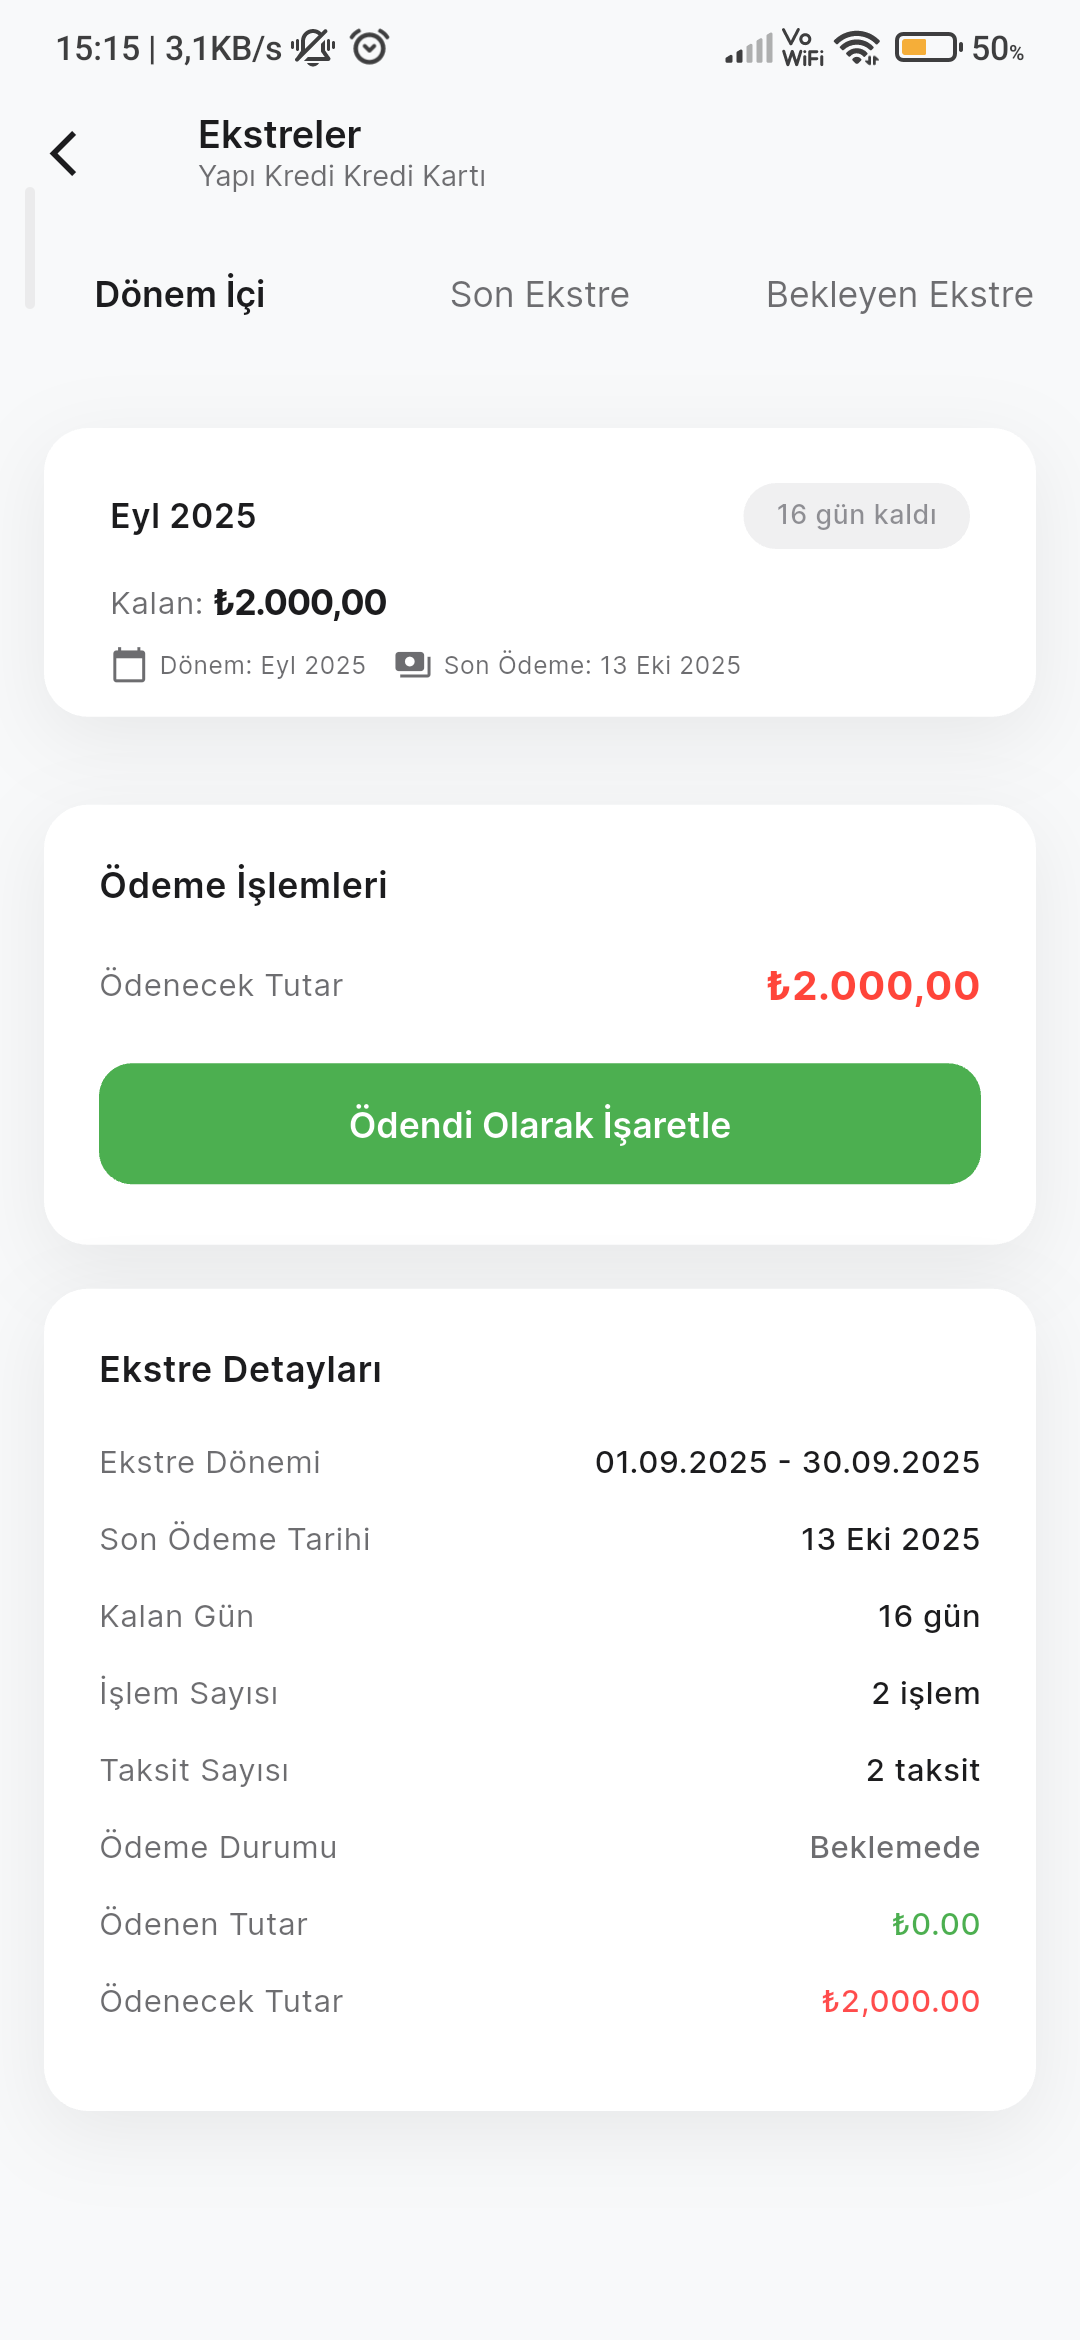 15:15 | 3,1KB/s Vo WiFi 50%
Ekstreler
Yapı Kredi Kredi Kartı
Dönem İçi Son Ekstre Bekleyen Ekstre
Eyl 2025 16 gün kaldı
Kalan: ₺2.000,00
Dönem: Eyl 2025 Son Ödeme: 13 Eki 2025
Ödeme İşlemleri
Ödenecek Tutar ₺2.000,00
Ödendi Olarak İşaretle
Ekstre Detayları
Ekstre Dönemi 01.09.2025 - 30.09.2025
Son Ödeme Tarihi 13 Eki 2025
Kalan Gün 16 gün
İşlem Sayısı 2 işlem
Taksit Sayısı 2 taksit
Ödeme Durumu Beklemede
Ödenen Tutar ₺0.00
Ödenecek Tutar ₺2,000.00